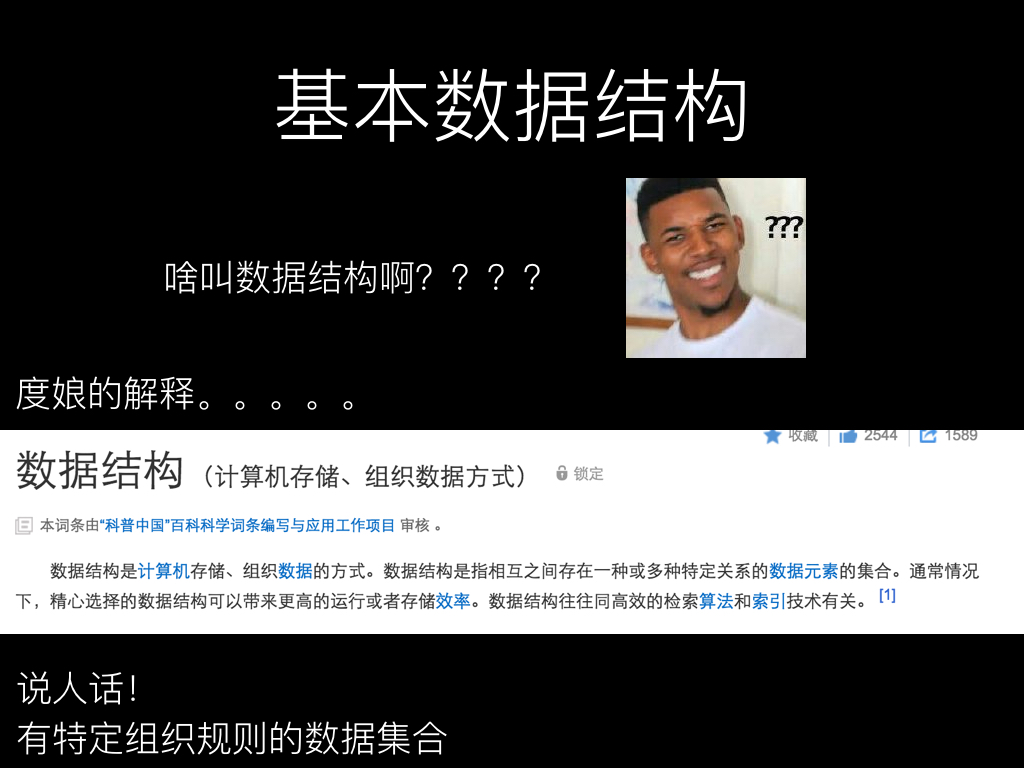 基本数据结构
???
啥叫数据结构啊？？？？
度娘的解释。。。。。
收藏 2544 1589
数据结构（计算机存储、组织数据方式） 锁定
本词条由“科普中国”百科科学词条编写与应用工作项目 审核 。
数据结构是计算机存储、组织数据的方式。数据结构是指相互之间存在一种或多种特定关系的数据元素的集合。通常情况
下，精心选择的数据结构可以带来更高的运行或者存储效率。数据结构往往同高效的检索算法和索引技术有关。 [1]
说人话！
有特定组织规则的数据集合